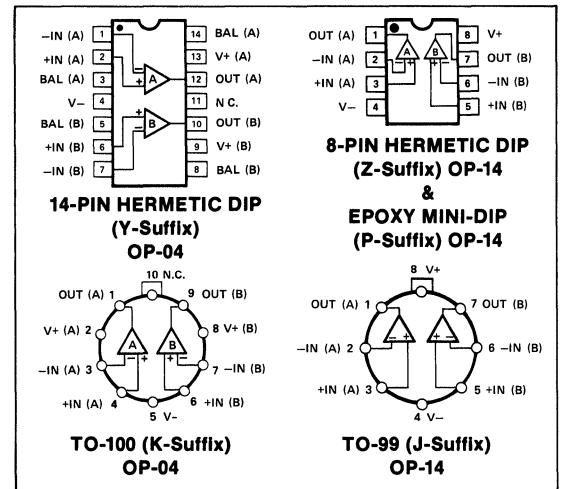 –IN (A) 1
+IN (A) 2
BAL (A) 3
V– 4
BAL (B) 5
+IN (B) 6
–IN (B) 7
14 BAL (A)
13 V+ (A)
12 OUT (A)
11 N C.
10 OUT (B)
9 V+ (B)
8 BAL (B)
– + A
+ – B
14-PIN HERMETIC DIP
(Y-Suffix)
OP-04
OUT (A) 1
–IN (A) 2
+IN (A) 3
V– 4
8 V+
7 OUT (B)
6 –IN (B)
5 +IN (B)
A – +
B + –
8-PIN HERMETIC DIP
(Z-Suffix) OP-14
&
EPOXY MINI-DIP
(P-Suffix) OP-14
10 N.C.
OUT (A) 1
9 OUT (B)
V+ (A) 2
8 V+ (B)
A – +
B + –
–IN (A) 3
7 –IN (B)
+IN (A) 4
6 +IN (B)
5 V–
TO-100 (K-Suffix)
OP-04
8 V+
OUT (A) 1
7 OUT (B)
– +
+ –
–IN (A) 2
6 –IN (B)
+IN (A) 3
5 +IN (B)
4 V–
TO-99 (J-Suffix)
OP-14